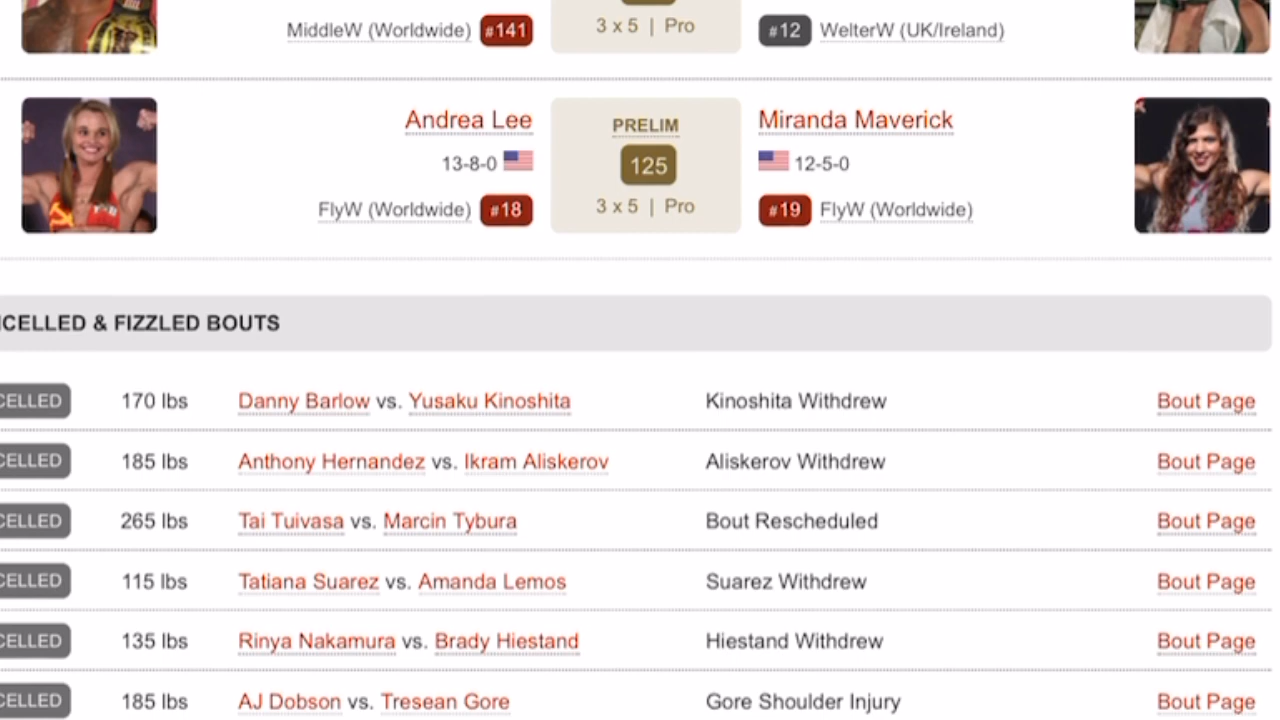 MiddleW (Worldwide) #141 3 x 5 | Pro #12 WelterW (UK/Ireland)
Andrea Lee PRELIM Miranda Maverick
13-8-0 125 12-5-0
FlyW (Worldwide) #18 3 x 5 | Pro #19 FlyW (Worldwide)
NCELLED & FIZZLED BOUTS
CELLED 170 lbs Danny Barlow vs. Yusaku Kinoshita Kinoshita Withdrew Bout Page
CELLED 185 lbs Anthony Hernandez vs. Ikram Aliskerov Aliskerov Withdrew Bout Page
CELLED 265 lbs Tai Tuivasa vs. Marcin Tybura Bout Rescheduled Bout Page
CELLED 115 lbs Tatiana Suarez vs. Amanda Lemos Suarez Withdrew Bout Page
CELLED 135 lbs Rinya Nakamura vs. Brady Hiestand Hiestand Withdrew Bout Page
CELLED 185 lbs AJ Dobson vs. Tresean Gore Gore Shoulder Injury Bout Page